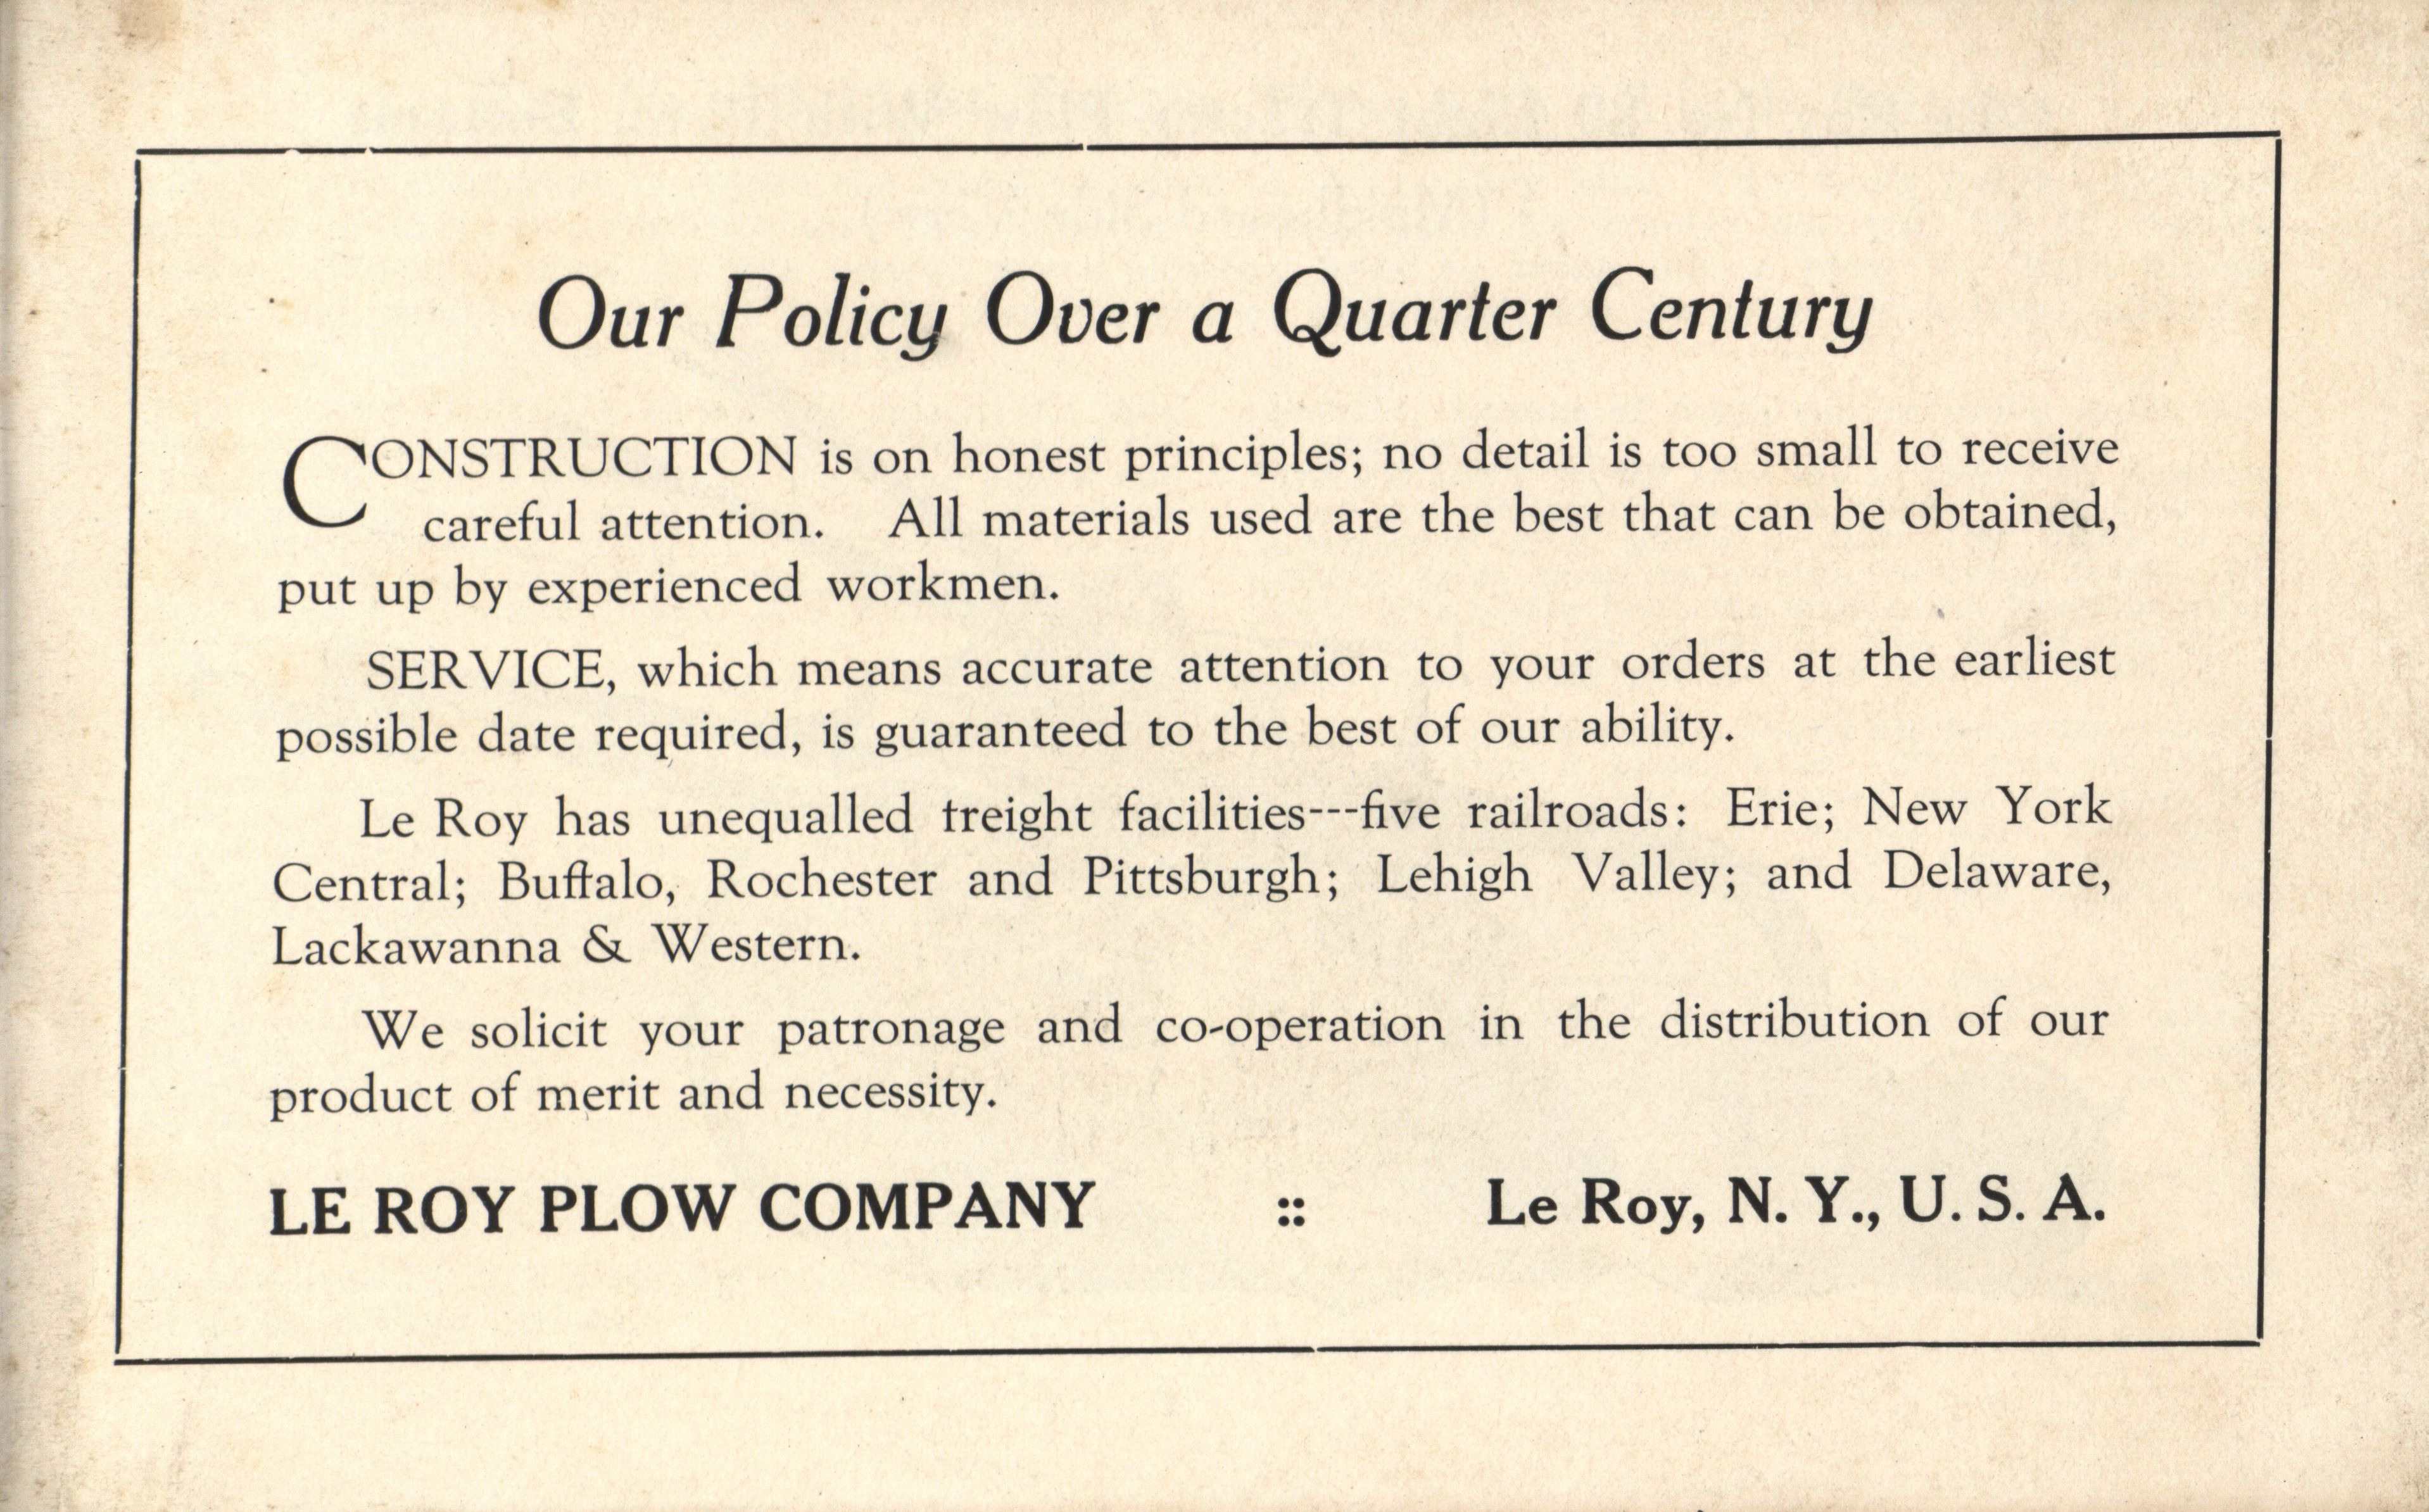 Our Policy Over a Quarter Century
CONSTRUCTION is on honest principles; no detail is too small to receive
careful attention. All materials used are the best that can be obtained,
put up by experienced workmen.
SERVICE, which means accurate attention to your orders at the earliest
possible date required, is guaranteed to the best of our ability.
Le Roy has unequalled freight facilities---five railroads: Erie; New York
Central; Buffalo, Rochester and Pittsburgh; Lehigh Valley; and Delaware,
Lackawanna & Western.
We solicit your patronage and co-operation in the distribution of our
product of merit and necessity.
LE ROY PLOW COMPANY :: Le Roy, N. Y., U. S. A.